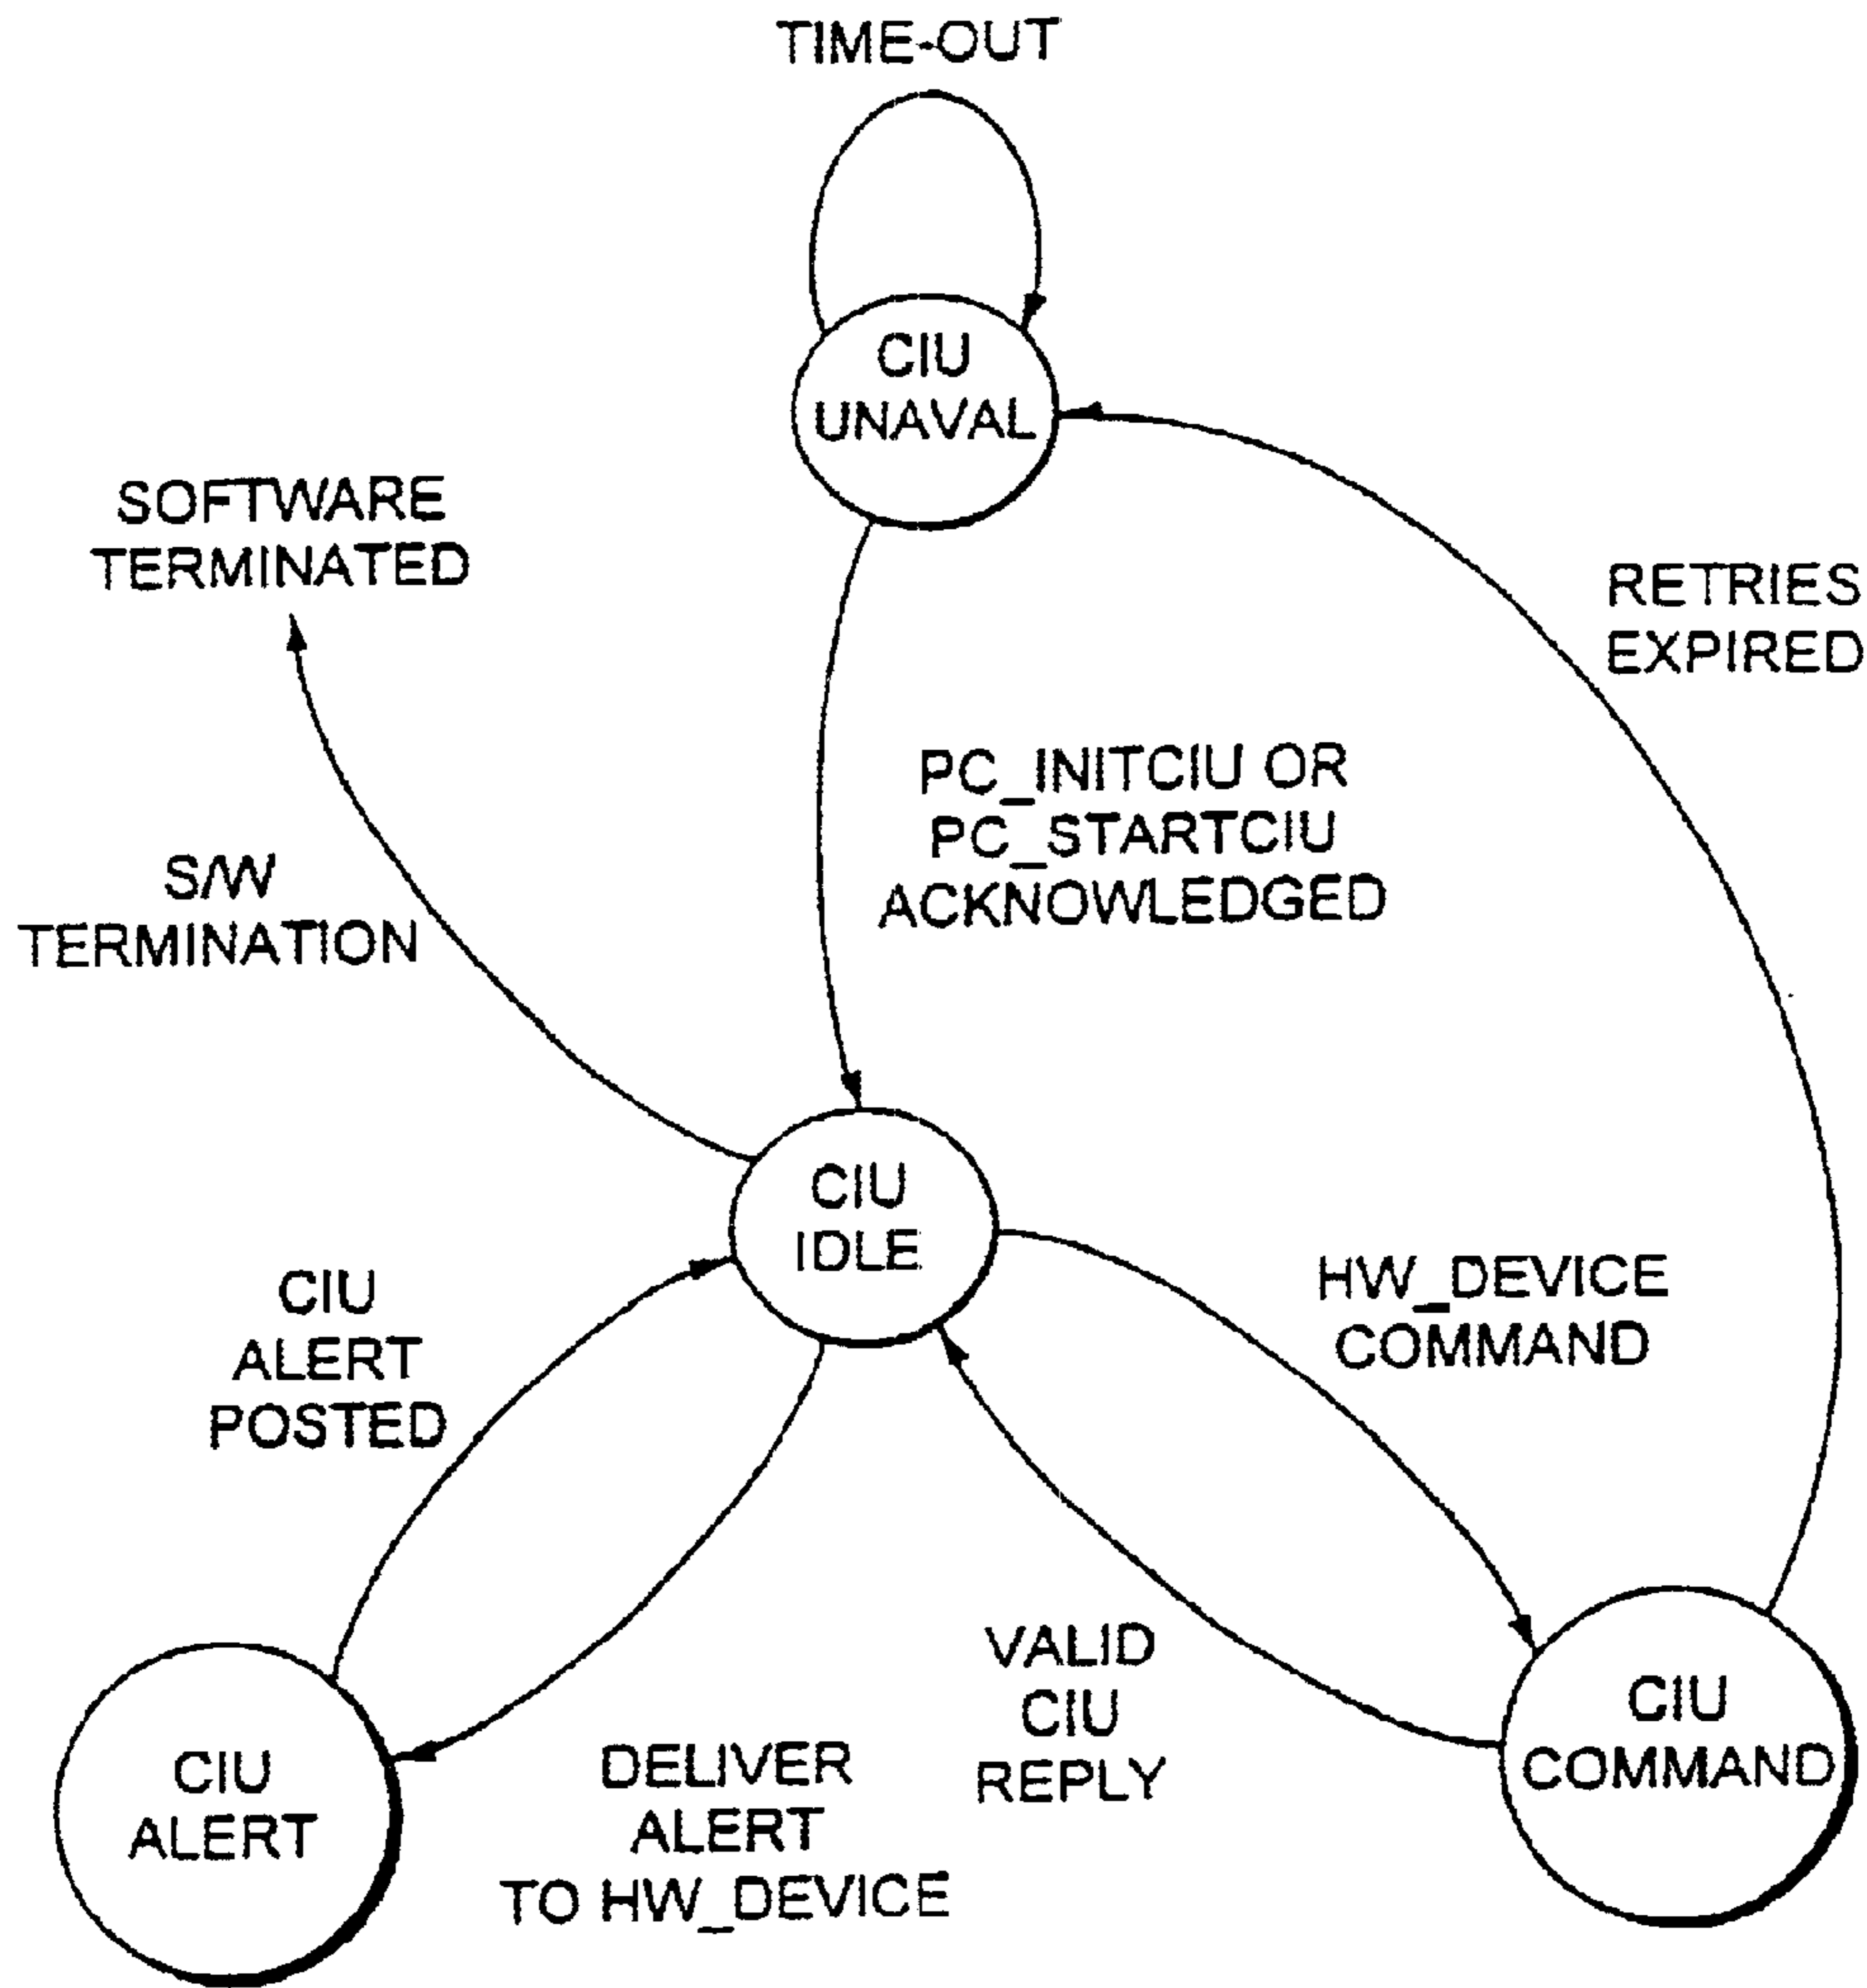 TIME-OUT
CIU
UNAVAL
SOFTWARE
TERMINATED
RETRIES
EXPIRED
PC_INITCIU OR
PC_STARTCIU
ACKNOWLEDGED
S/W
TERMINATION
CIU
IDLE
CIU
ALERT
POSTED
HW_DEVICE
COMMAND
VALID
CIU
REPLY
CIU
COMMAND
CIU
ALERT
DELIVER
ALERT
TO HW_DEVICE